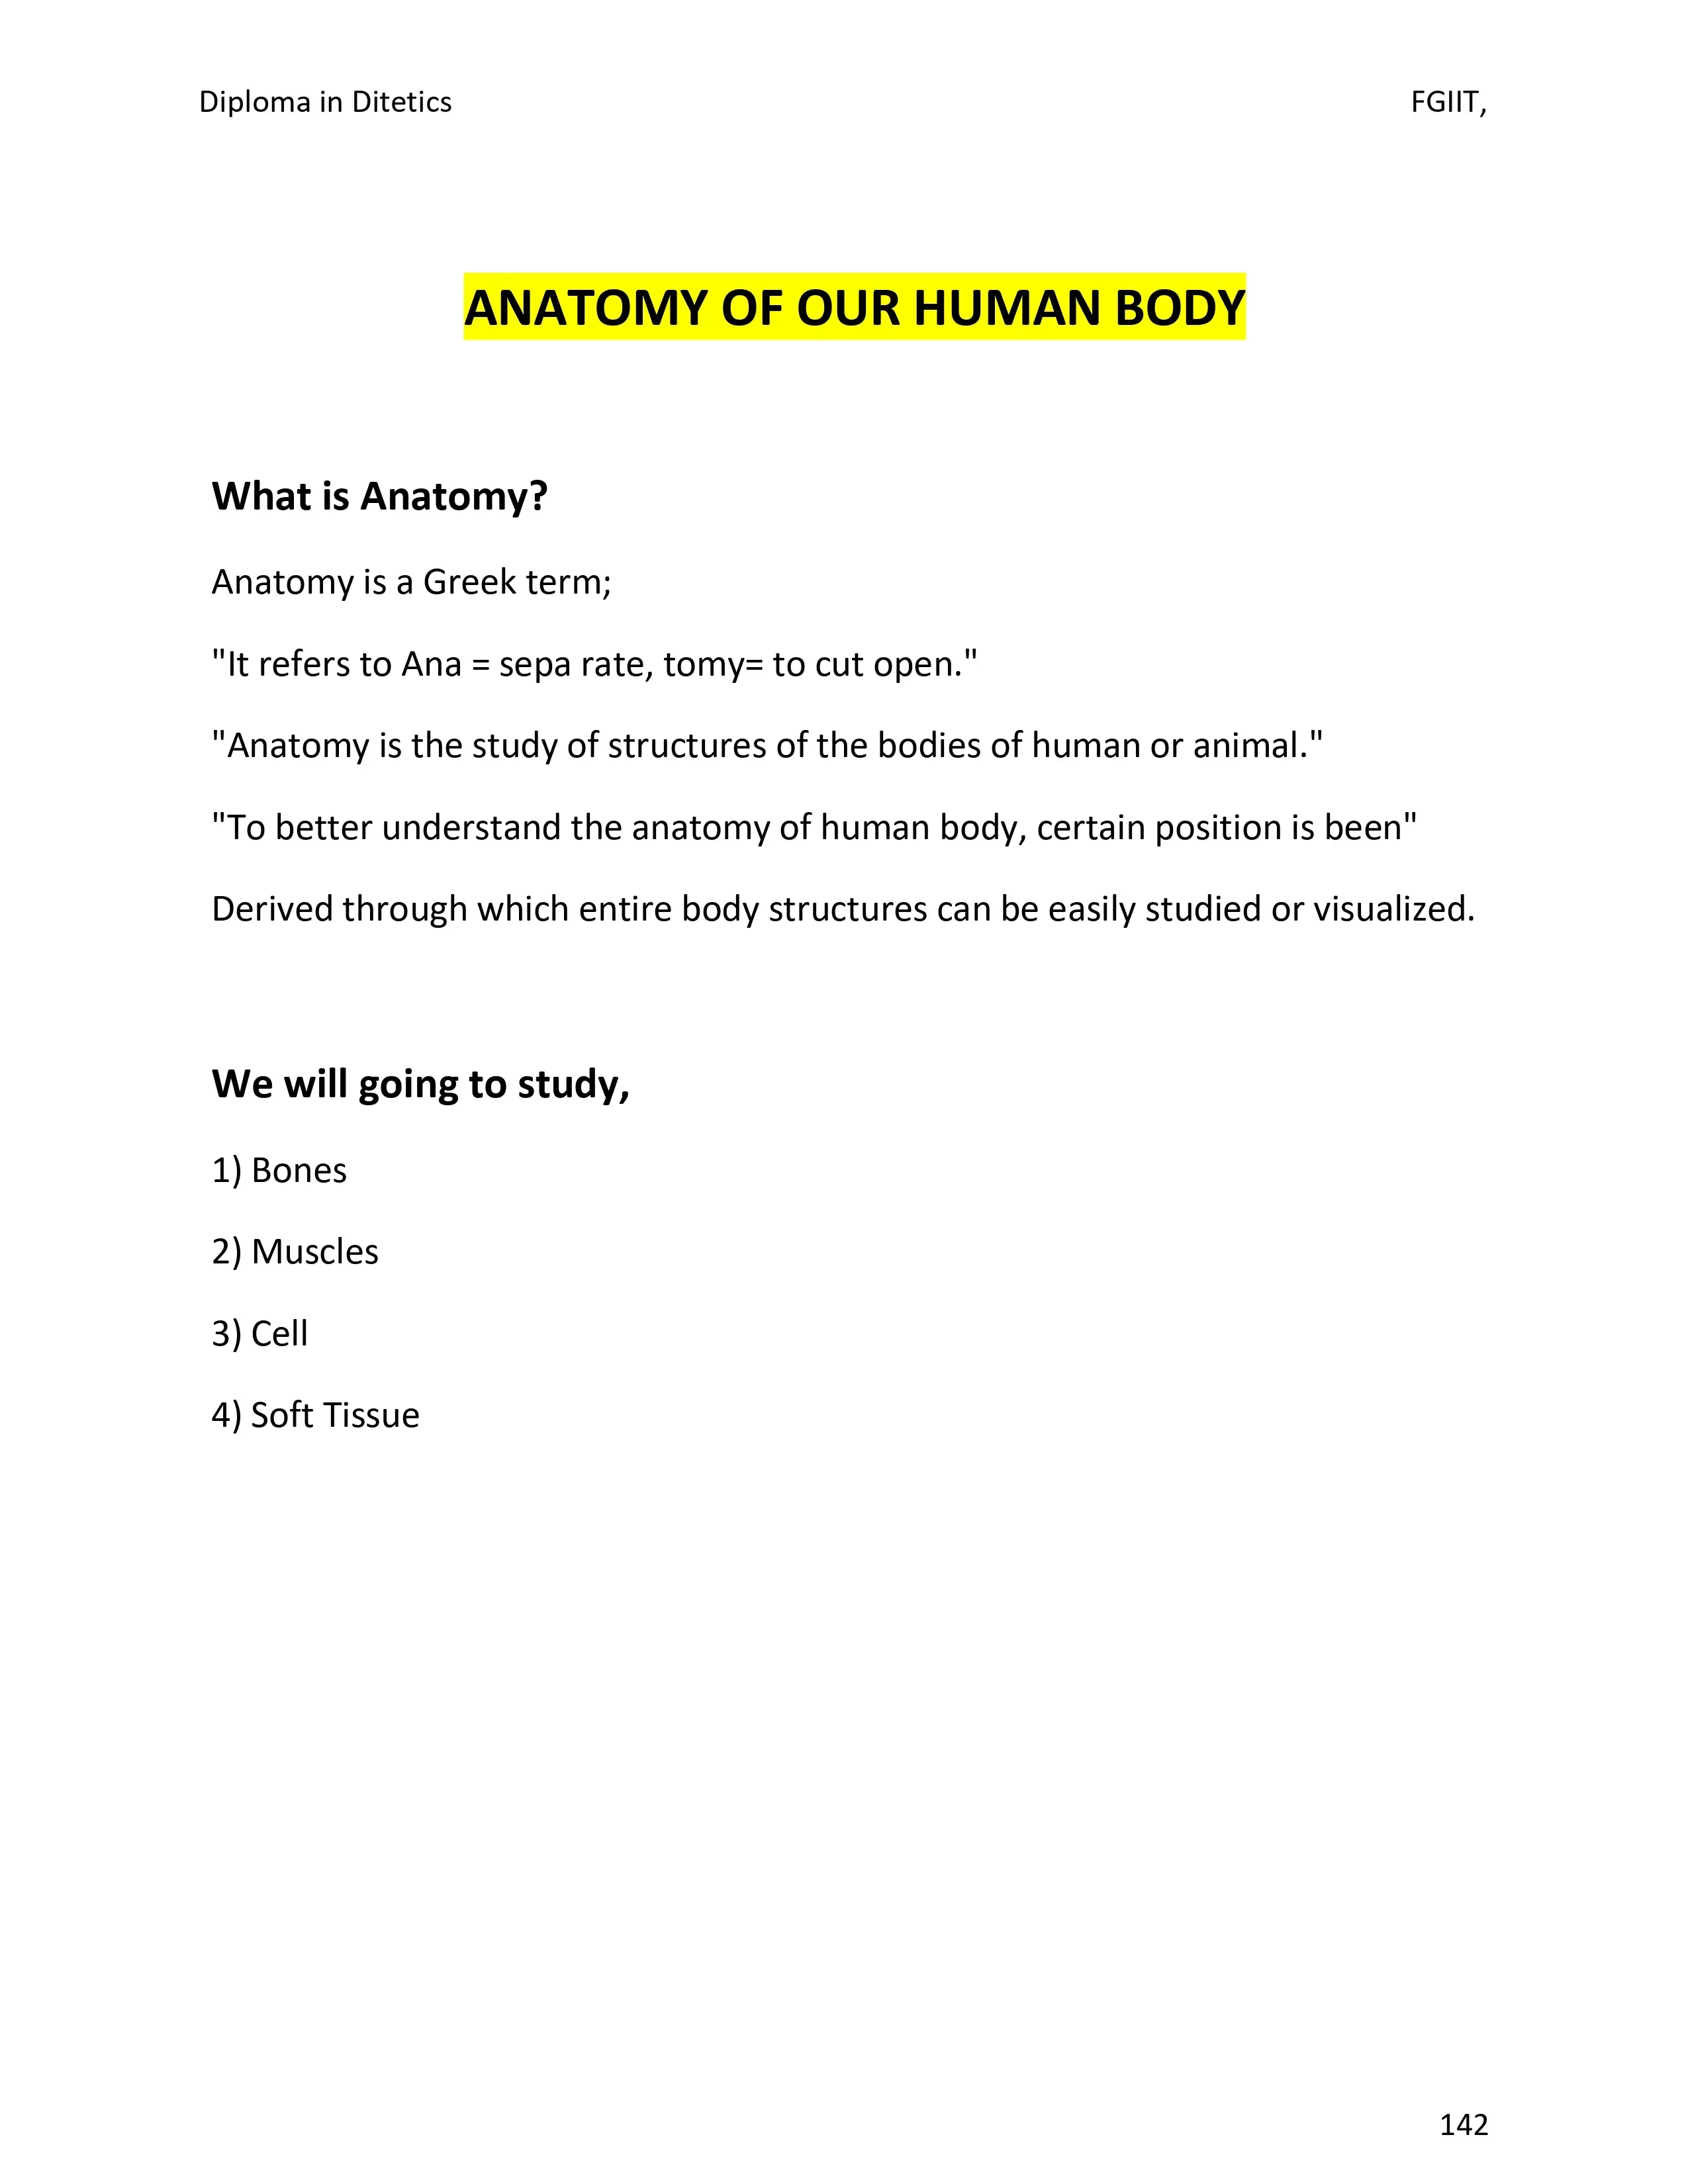 Diploma in Ditetics FGIIT,
ANATOMY OF OUR HUMAN BODY
What is Anatomy?
Anatomy is a Greek term;
"It refers to Ana = sepa rate, tomy= to cut open."
"Anatomy is the study of structures of the bodies of human or animal."
"To better understand the anatomy of human body, certain position is been"
Derived through which entire body structures can be easily studied or visualized.
We will going to study,
1) Bones
2) Muscles
3) Cell
4) Soft Tissue
142